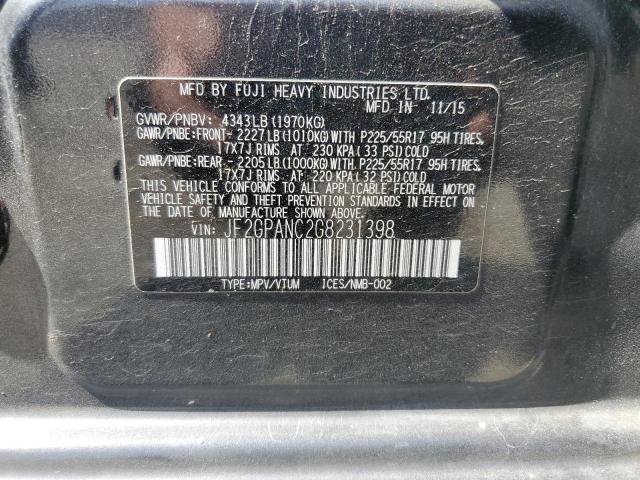 MFD BY FUJI HEAVY INDUSTRIES LTD.
MFD IN 11/15
GVWR/PNBV: 4343LB(1970KG)
GAWR/PNBE:FRONT- 2227LB(1010KG)WITH P225/55R17 95H TIRES,
17X7J RIMS AT 230 KPA(33 PSI)COLD
GAWR/PNBE:REAR - 2205LB(1000KG)WITH P225/55R17 95H TIRES,
17X7J RIMS AT 220 KPA(32 PSI)COLD
THIS VEHICLE CONFORMS TO ALL APPLICABLE FEDERAL MOTOR
VEHICLE SAFETY AND THEFT PREVENTION STANDARDS IN EFFECT
ON THE DATE OF MANUFACTURE SHOWN ABOVE.
VIN: JF2GPANC2G8231398
TYPE:MPV/VTUM ICES/NMB-002